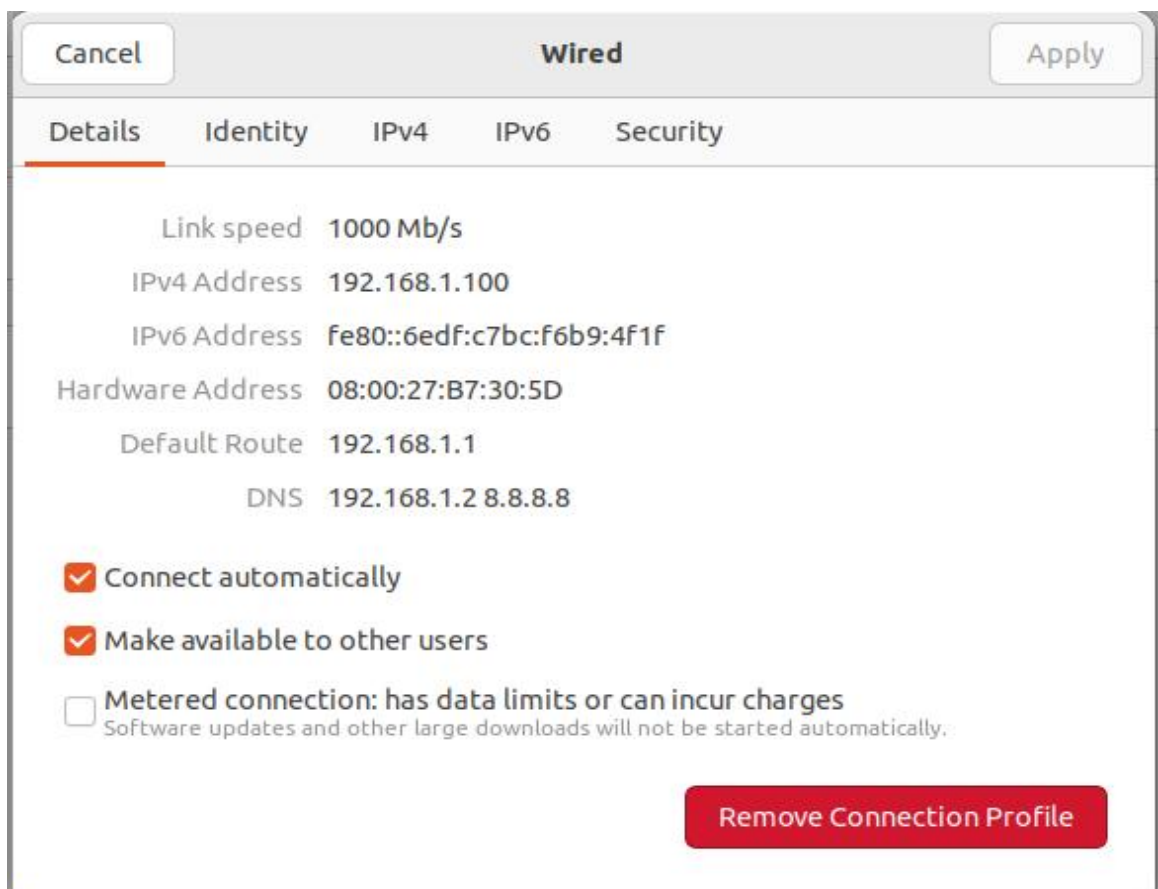 Cancel Wired Apply
Details Identity IPv4 IPv6 Security
Link speed 1000 Mb/s
IPv4 Address 192.168.1.100
IPv6 Address fe80::6edf:c7bc:f6b9:4f1f
Hardware Address 08:00:27:B7:30:5D
Default Route 192.168.1.1
DNS 192.168.1.2 8.8.8.8
Connect automatically
Make available to other users
Metered connection: has data limits or can incur charges
Software updates and other large downloads will not be started automatically.
Remove Connection Profile